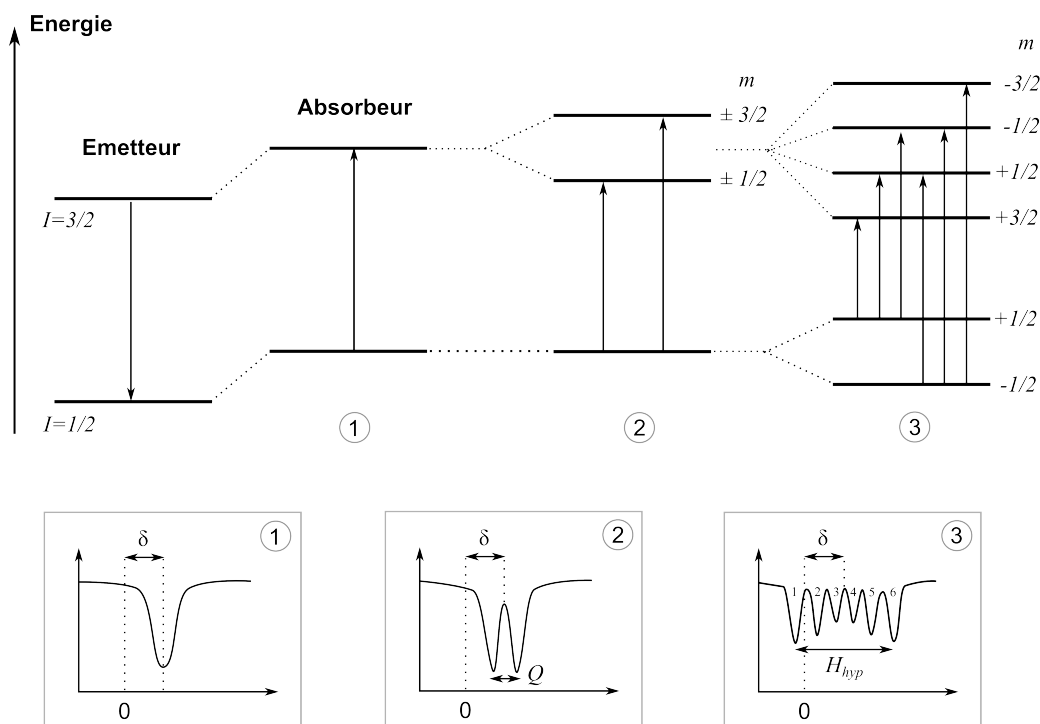 Energie
m
-3/2
m
Absorbeur
± 3/2
-1/2
Emetteur
± 1/2
+1/2
I=3/2
+3/2
+1/2
-1/2
I=1/2
1
2
3
1
δ
0
2
δ
Q
0
3
δ
1 2 3 4 5 6
Hhyp
0